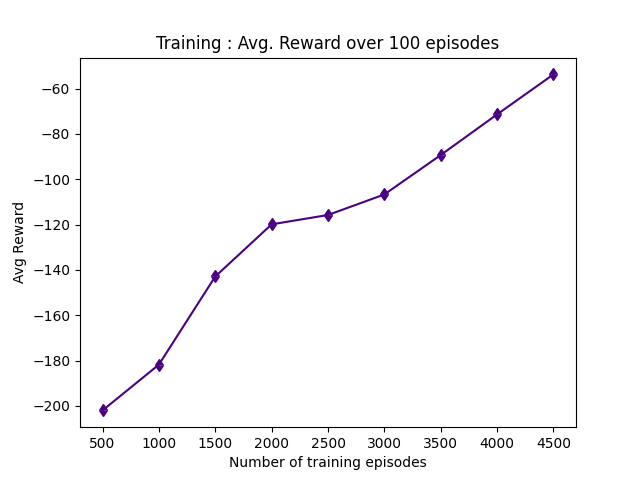 Training : Avg. Reward over 100 episodes
−60
−80
−100
−120
−140
−160
−180
−200
Avg Reward
500 1000 1500 2000 2500 3000 3500 4000 4500
Number of training episodes